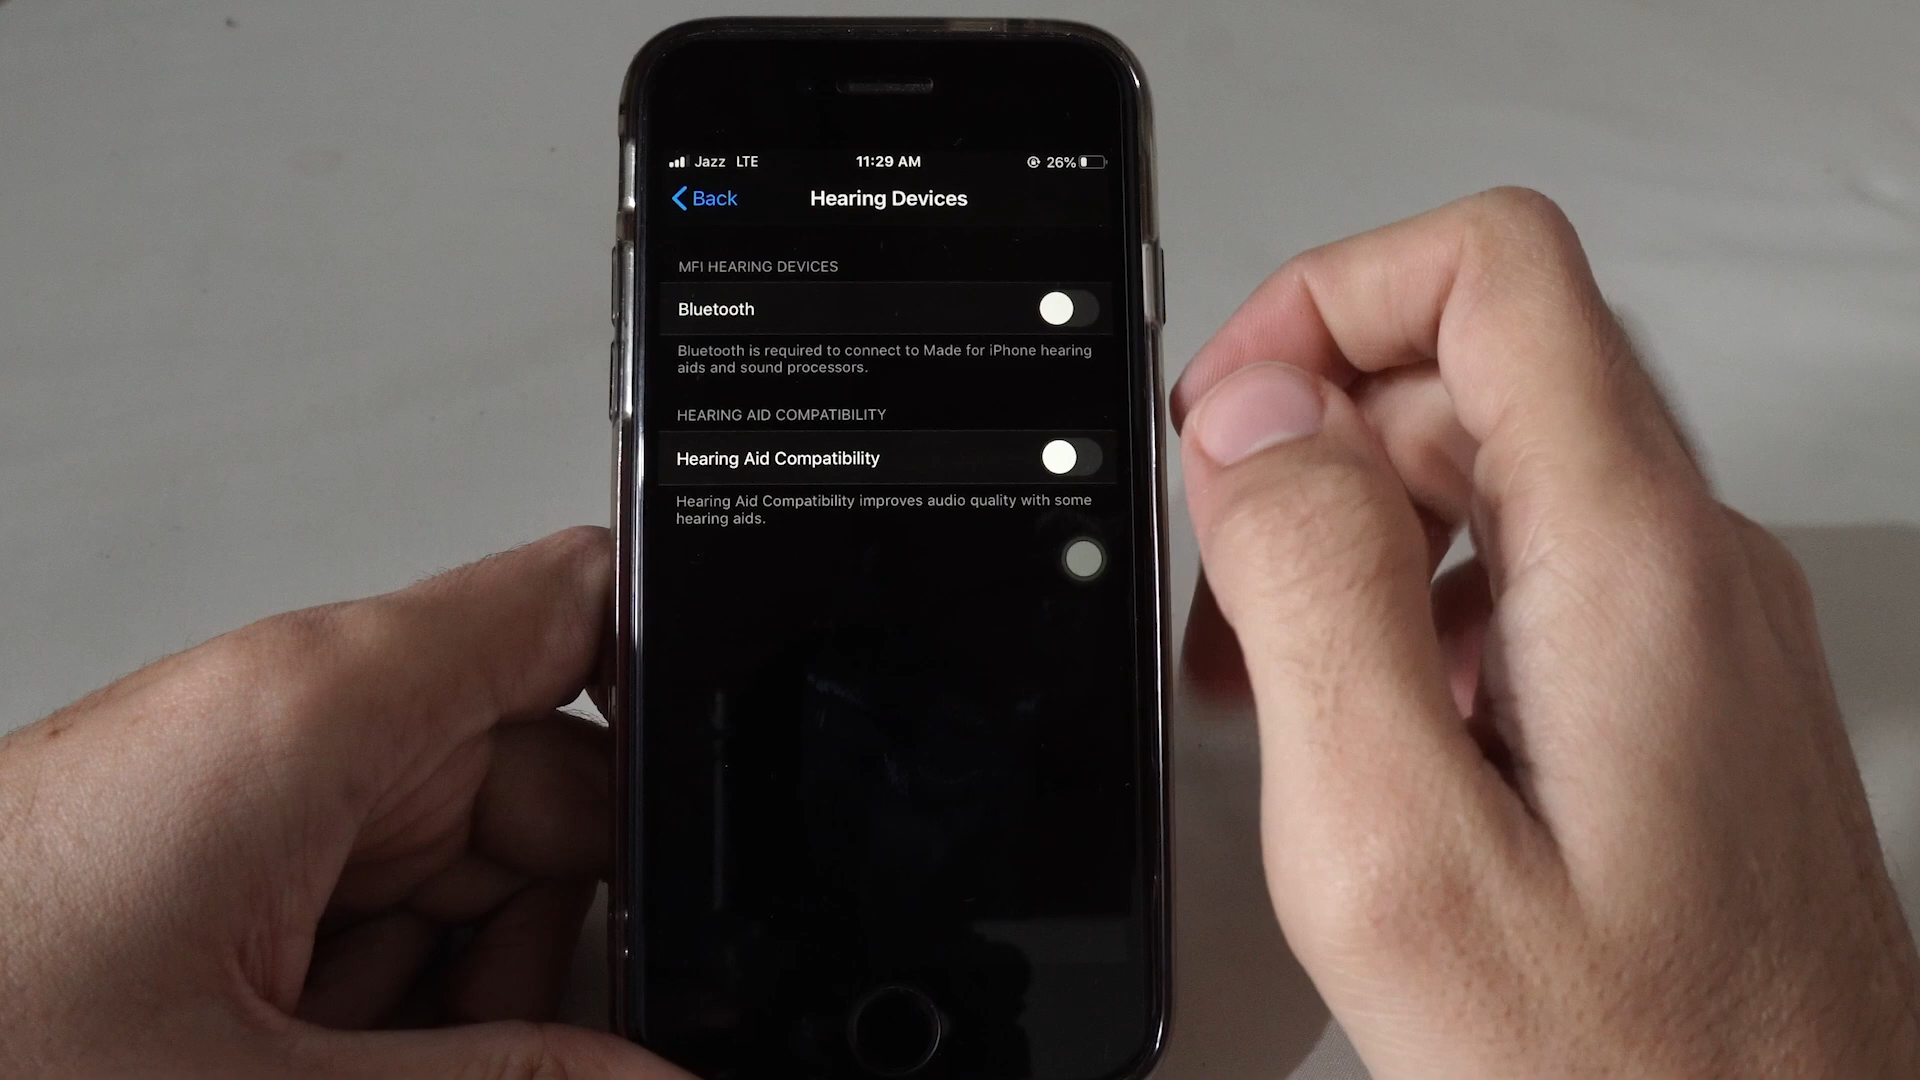 Jazz LTE 11:29 AM 26%
Back Hearing Devices
MFI HEARING DEVICES
Bluetooth
Bluetooth is required to connect to Made for iPhone hearing
aids and sound processors.
HEARING AID COMPATIBILITY
Hearing Aid Compatibility
Hearing Aid Compatibility improves audio quality with some
hearing aids.